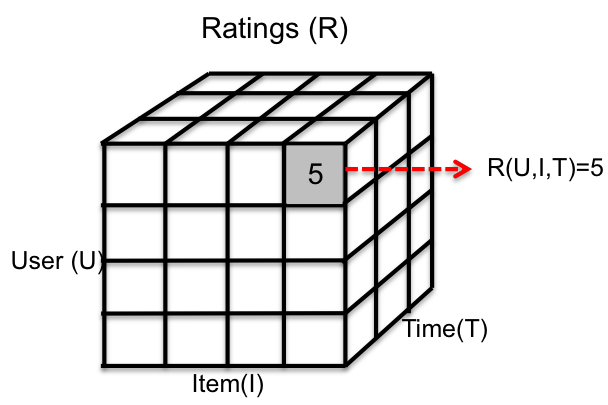 Ratings (R)
5
R(U,I,T)=5
User (U)
Time(T)
Item(I)